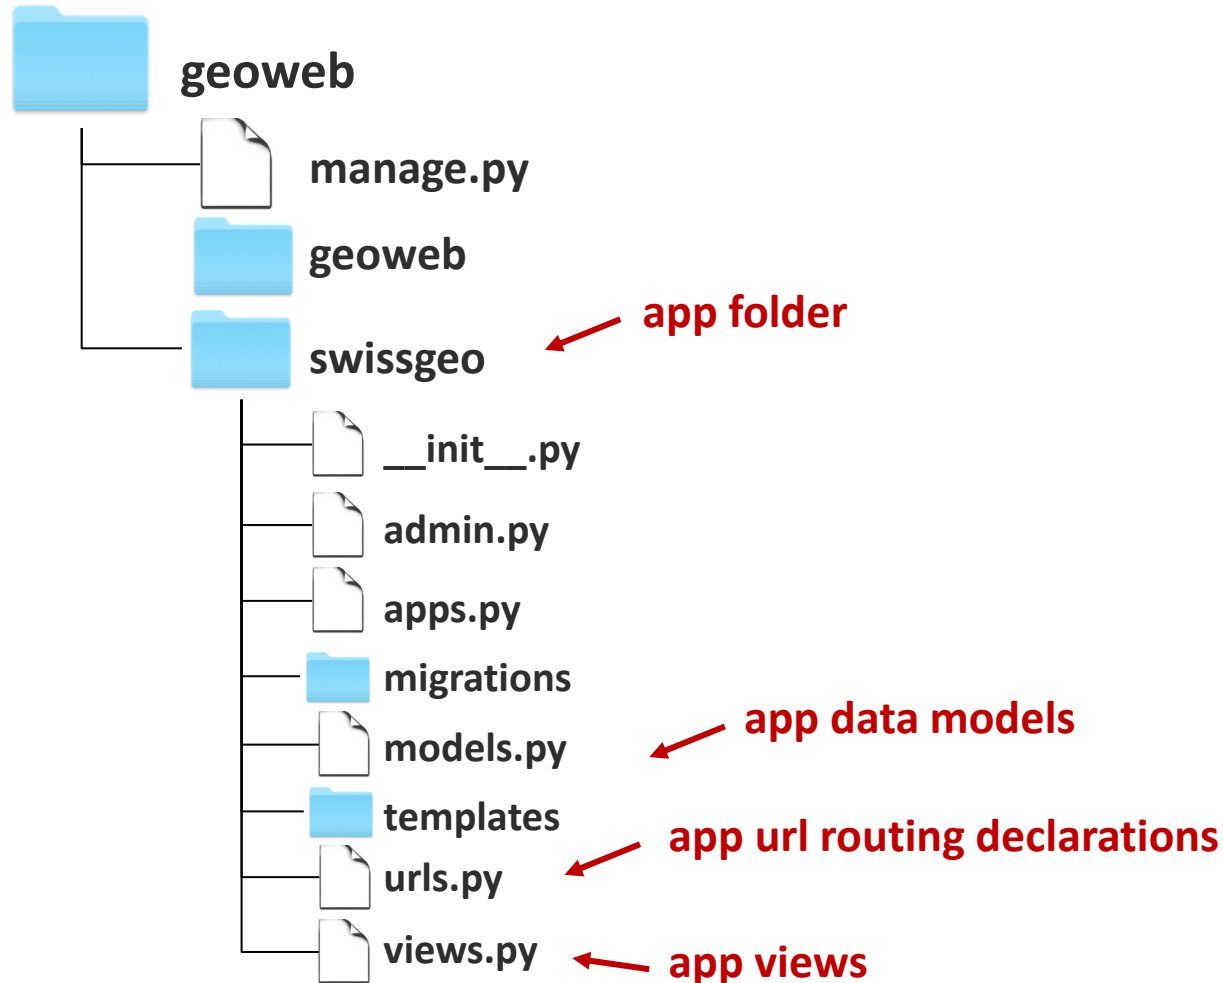 geoweb
manage.py
geoweb
app folder
swissgeo
__init__.py
admin.py
apps.py
migrations
app data models
models.py
templates
app url routing declarations
urls.py
views.py
app views